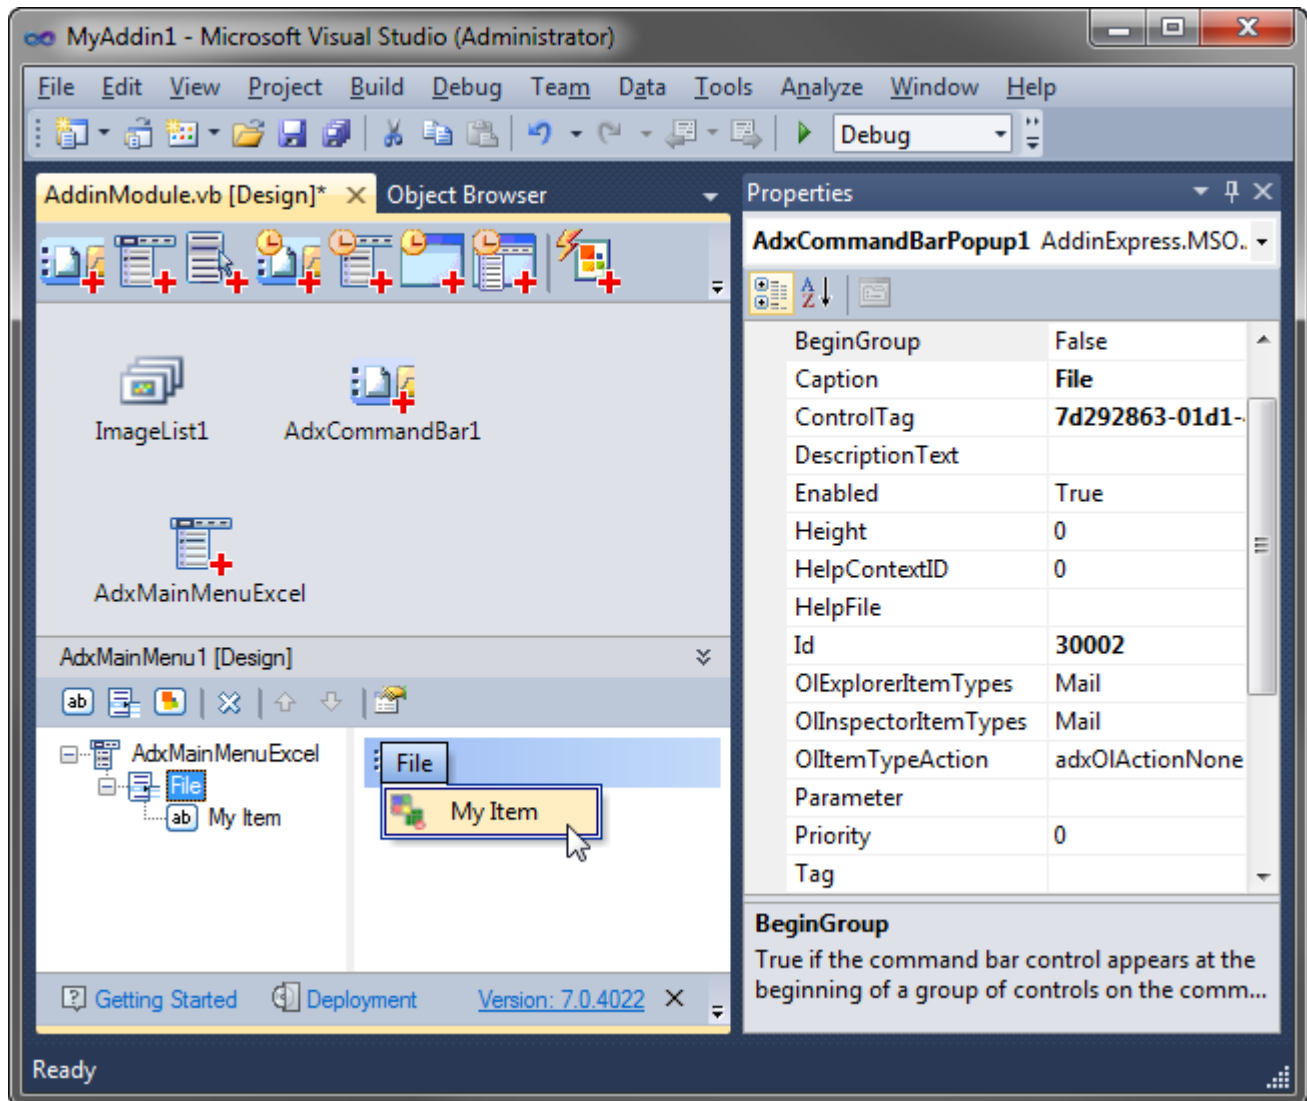 MyAddin1 - Microsoft Visual Studio (Administrator)
File Edit View Project Build Debug Team Data Tools Analyze Window Help
Debug
AddinModule.vb [Design]* Object Browser
ImageList1 AdxCommandBar1
AdxMainMenuExcel
AdxMainMenu1 [Design]
ab
AdxMainMenuExcel
File
ab My Item
File
My Item
Getting Started Deployment Version: 7.0.4022
Properties
AdxCommandBarPopup1 AddinExpress.MSO..
A
Z
BeginGroup False
Caption File
ControlTag 7d292863-01d1-
DescriptionText
Enabled True
Height 0
HelpContextID 0
HelpFile
Id 30002
OlExplorerItemTypes Mail
OlInspectorItemTypes Mail
OlItemTypeAction adxOlActionNone
Parameter
Priority 0
Tag
BeginGroup
True if the command bar control appears at the
beginning of a group of controls on the comm...
Ready